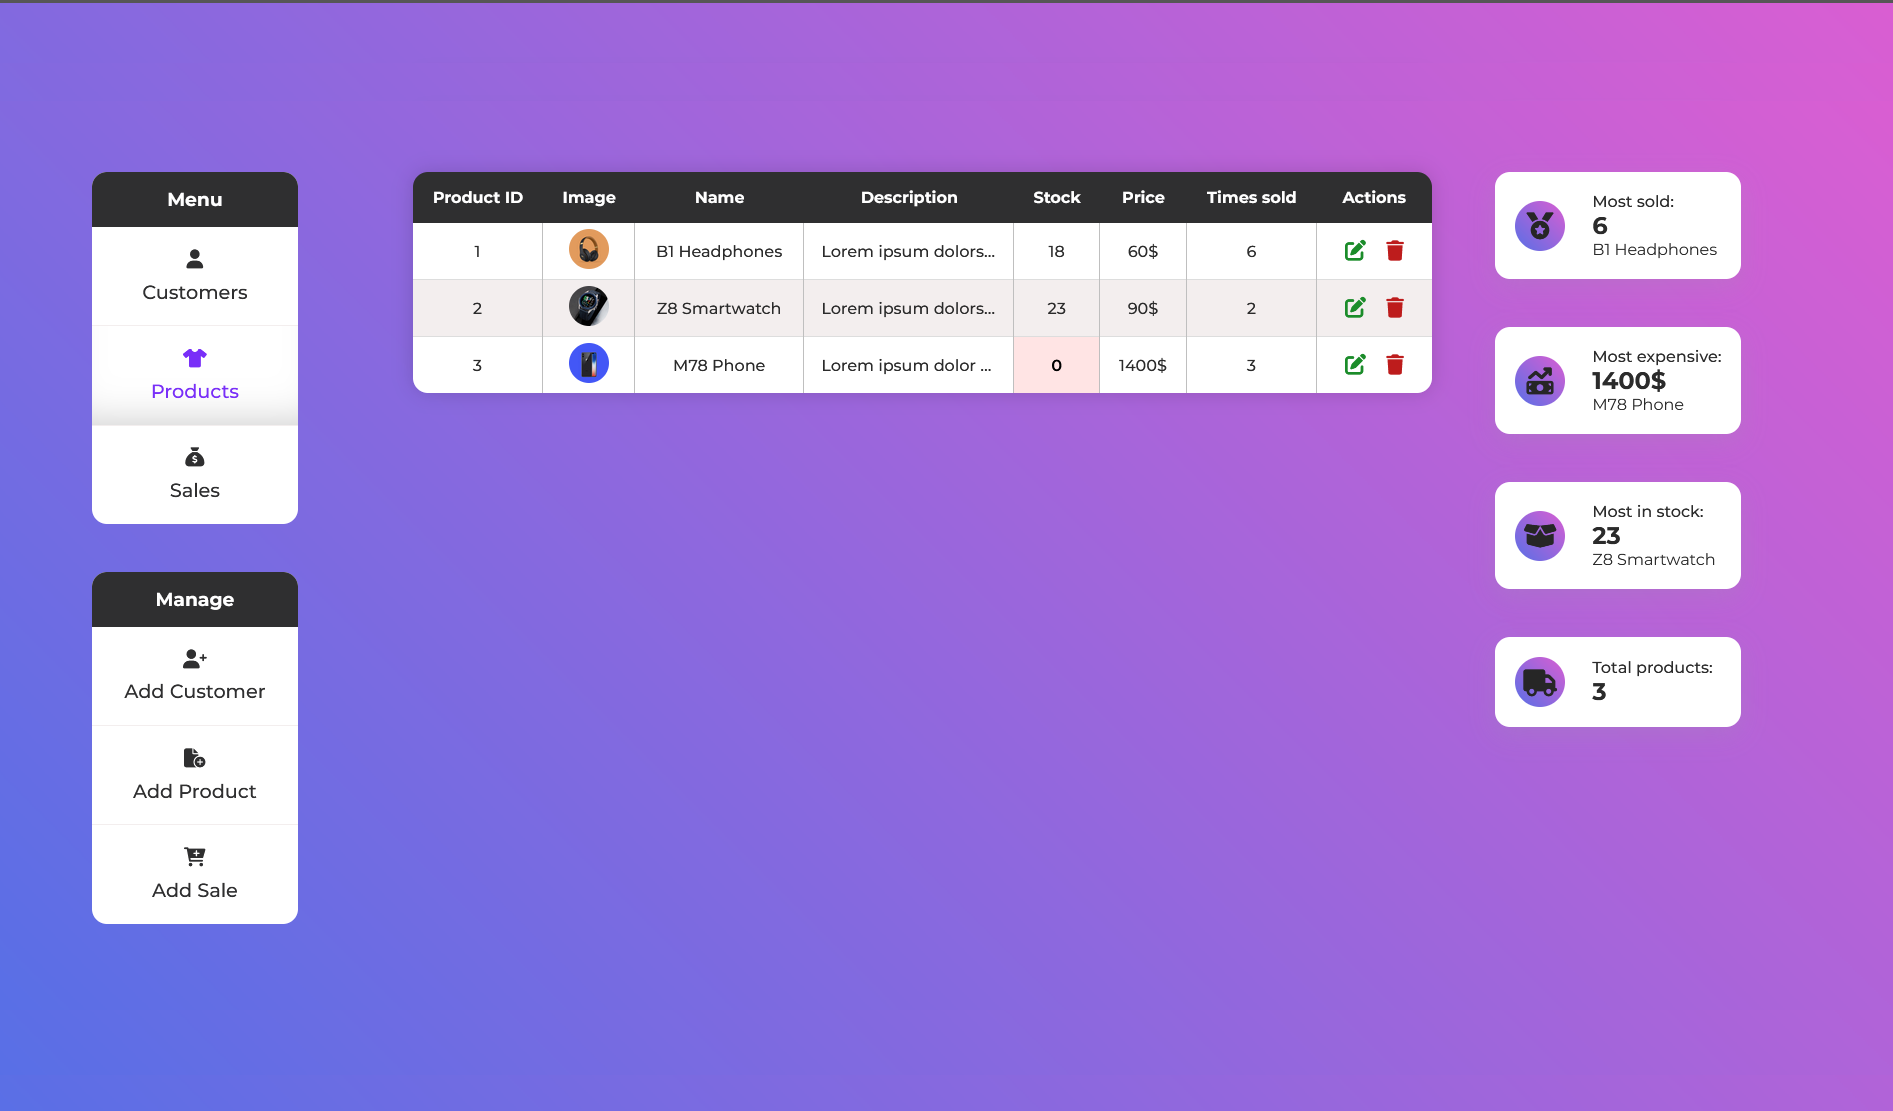 Menu
Customers
Products
Sales
Manage
Add Customer
Add Product
Add Sale
Product ID Image Name Description Stock Price Times sold Actions
1 B1 Headphones Lorem ipsum dolors... 18 60$ 6
2 Z8 Smartwatch Lorem ipsum dolors... 23 90$ 2
3 M78 Phone Lorem ipsum dolor ... 0 1400$ 3
Most sold:
6
B1 Headphones
Most expensive:
1400$
M78 Phone
Most in stock:
23
Z8 Smartwatch
Total products:
3